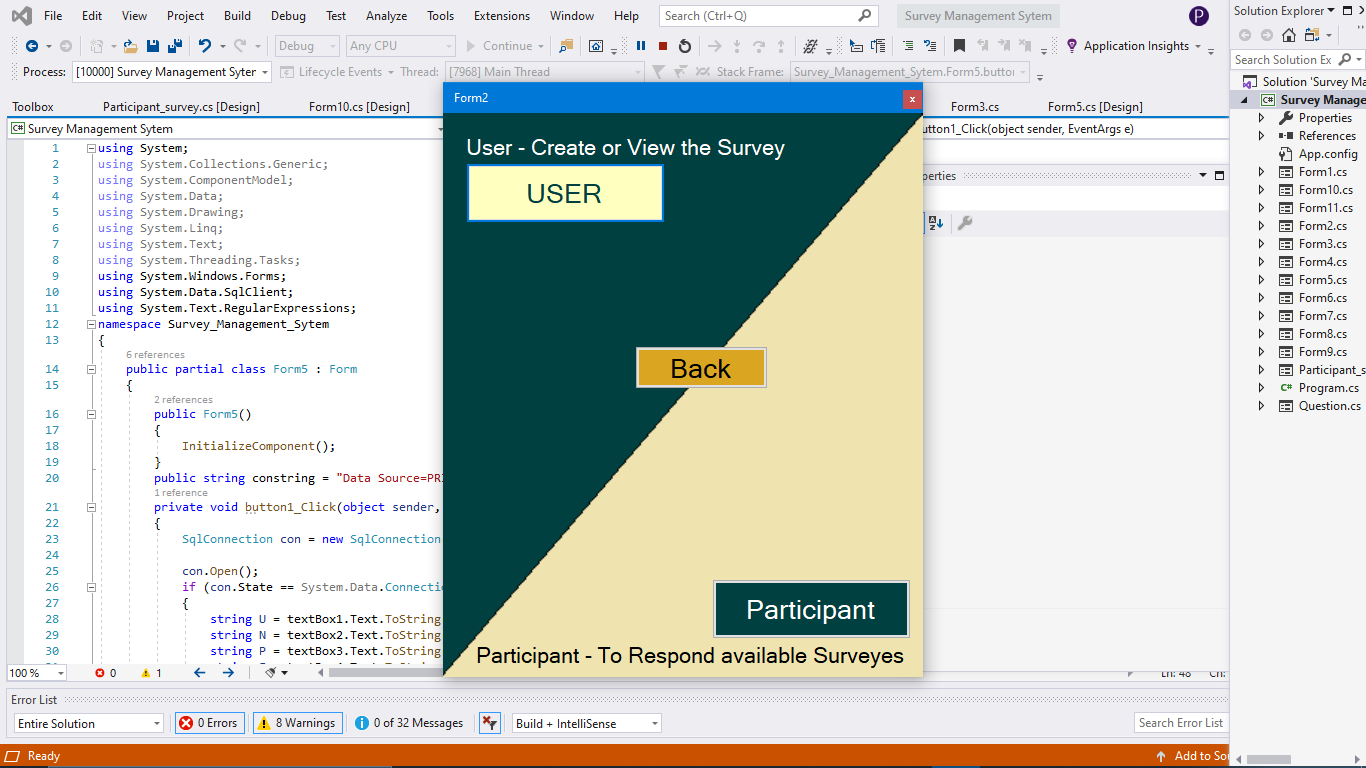 File Edit View Project Build Debug Test Analyze Tools Extensions Window Help Search (Ctrl+Q) Survey Management Sytem P
Debug Any CPU Continue Application Insights
Process: [10000] Survey Management Syter Lifecycle Events Thread: [7968] Main Thread Stack Frame: Survey_Management_Sytem.Form5.button
Toolbox Participant_survey.cs [Design] Form10.cs [Design] Form3.cs Form5.cs [Design]
C# Survey Management Sytem utton1_Click(object sender, EventArgs e)
1 using System;
2 using System.Collections.Generic;
3 using System.ComponentModel;
4 using System.Data;
5 using System.Drawing;
6 using System.Linq;
7 using System.Text;
8 using System.Threading.Tasks;
9 using System.Windows.Forms;
10 using System.Data.SqlClient;
11 using System.Text.RegularExpressions;
12 namespace Survey_Management_Sytem
13 {
6 references
14 public partial class Form5 : Form
15 {
2 references
16 public Form5()
17 {
18 InitializeComponent();
19 }
20 public string constring = "Data Source=PRI
1 reference
21 private void button1_Click(object sender,
22 {
23 SqlConnection con = new SqlConnection
24
25 con.Open();
26 if (con.State == System.Data.Connectio
27 {
28 string U = textBox1.Text.ToString
29 string N = textBox2.Text.ToString
30 string P = textBox3.Text.ToString
100 % 0 1 Ln: 48 Ch:
Form2 x
User - Create or View the Survey
USER
Back
Participant
Participant - To Respond available Surveyes
perties
Solution Explorer
Search Solution Ex
Solution 'Survey Ma
C# Survey Manage
Properties
References
App.config
Form1.cs
Form10.cs
Form11.cs
Form2.cs
Form3.cs
Form4.cs
Form5.cs
Form6.cs
Form7.cs
Form8.cs
Form9.cs
Participant_s
C# Program.cs
Question.cs
Error List
Entire Solution 0 Errors 8 Warnings 0 of 32 Messages Build + IntelliSense Search Error List
Ready Add to Sou